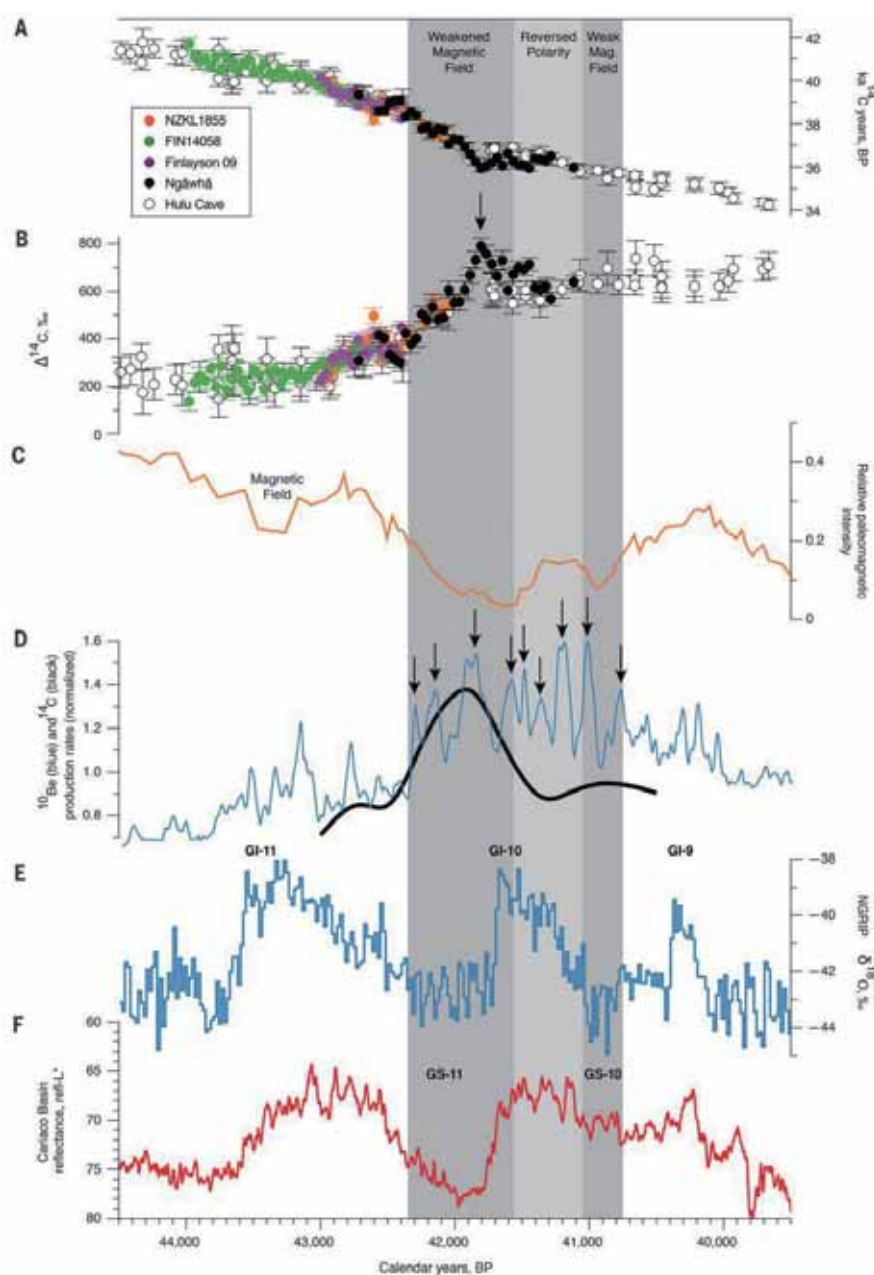 A
Weakened
Magnetic
Field
Reversed
Polarity
Weak
Mag.
Field
42
40
38
36
34
ka ¹⁴C years, BP
NZKL1855
FIN14058
Finlayson 09
Ngāwhā
Hulu Cave
B
800
600
400
200
0
Δ¹⁴C, ‰
C
Magnetic
Field
0.4
0.2
0
Relative paleomagnetic
intensity
D
1.6
1.4
1.2
1.0
0.8
¹⁰Be (blue) and ¹⁴C (black)
production rates (normalized)
GI-11
GI-10
GI-9
E
-38
-40
-42
-44
NGRIP δ¹⁸O, ‰
F
60
65
70
75
80
Cariaco Basin
reflectance, refl-L*
GS-11
GS-10
44,000
43,000
42,000
41,000
40,000
Calendar years, BP